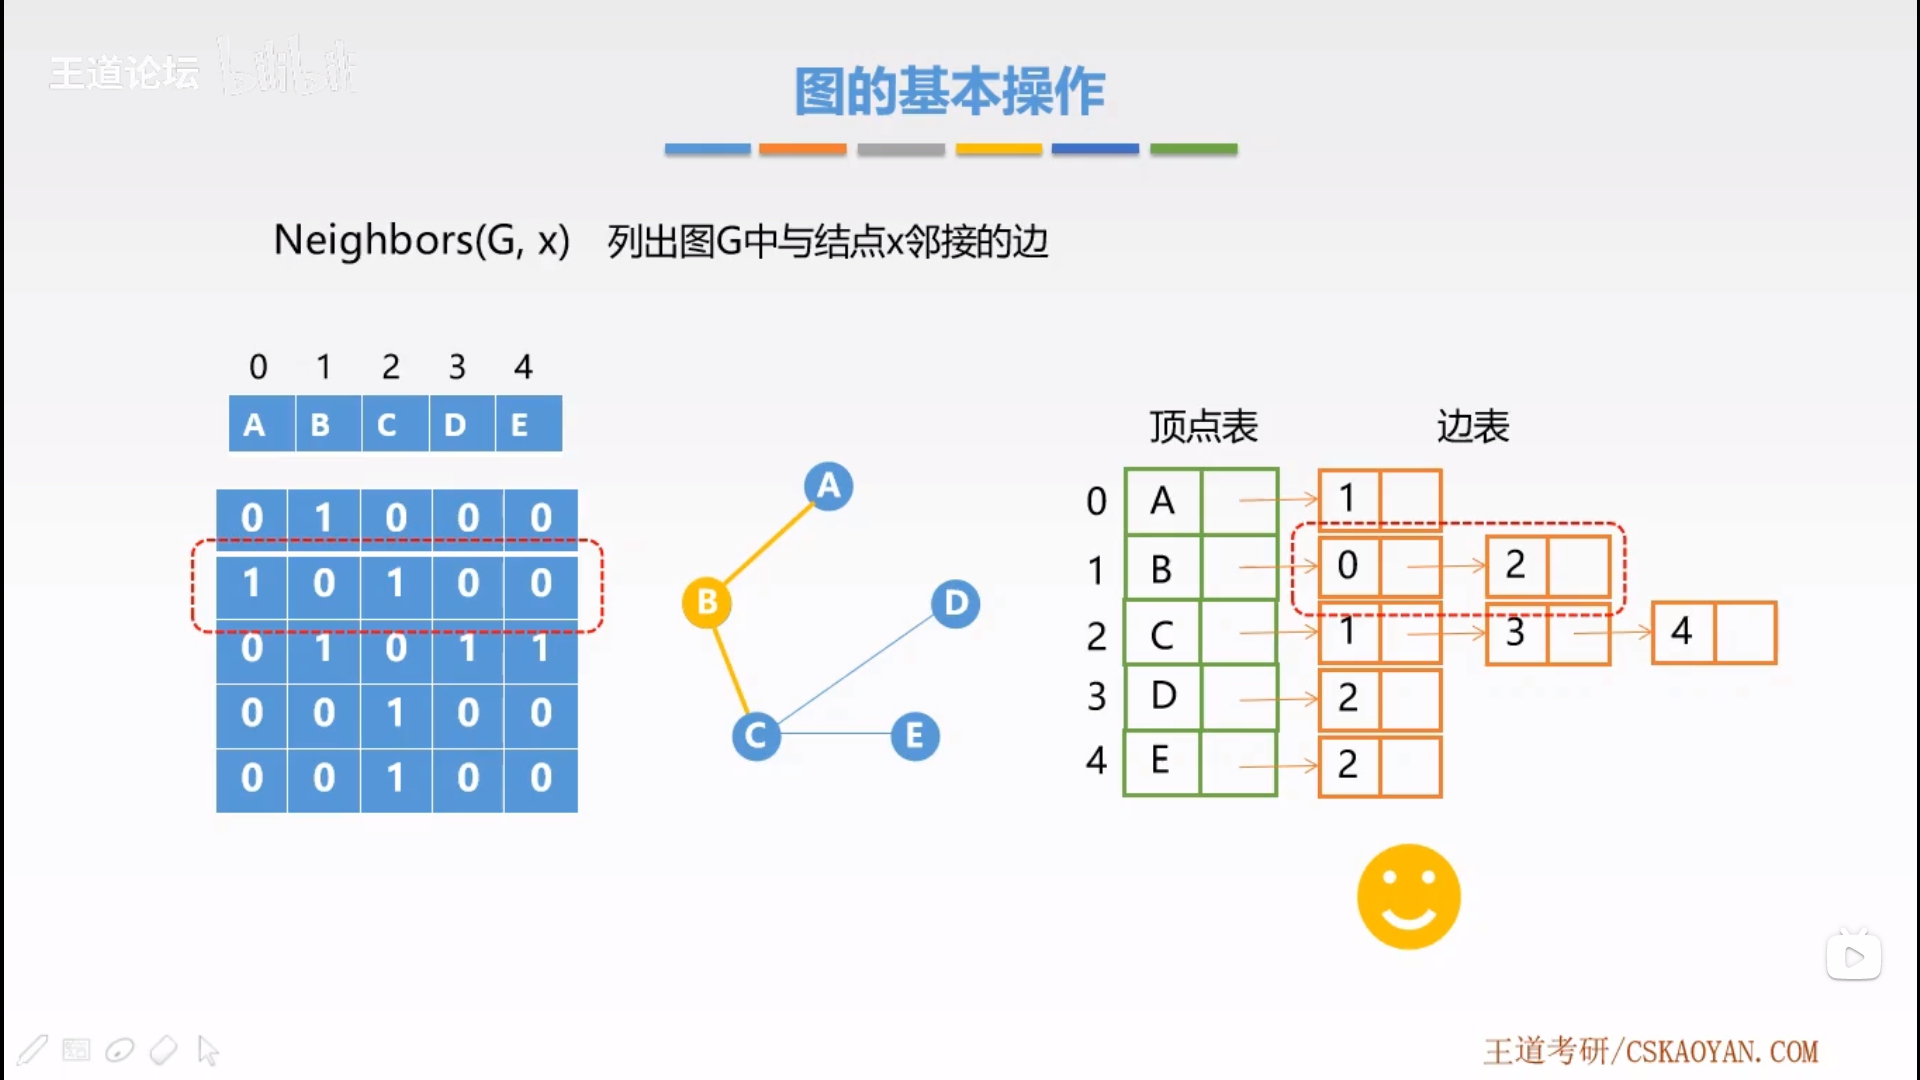 王道论坛 bilibili
图的基本操作
Neighbors(G, x) 列出图G中与结点x邻接的边
0 1 2 3 4
A B C D E
0 1 0 0 0
1 0 1 0 0
0 1 0 1 1
0 0 1 0 0
0 0 1 0 0
A
B
D
C
E
顶点表 边表
0 A 1
1 B 0 2
2 C 1 3 4
3 D 2
4 E 2
王道考研/CSKAOYAN.COM